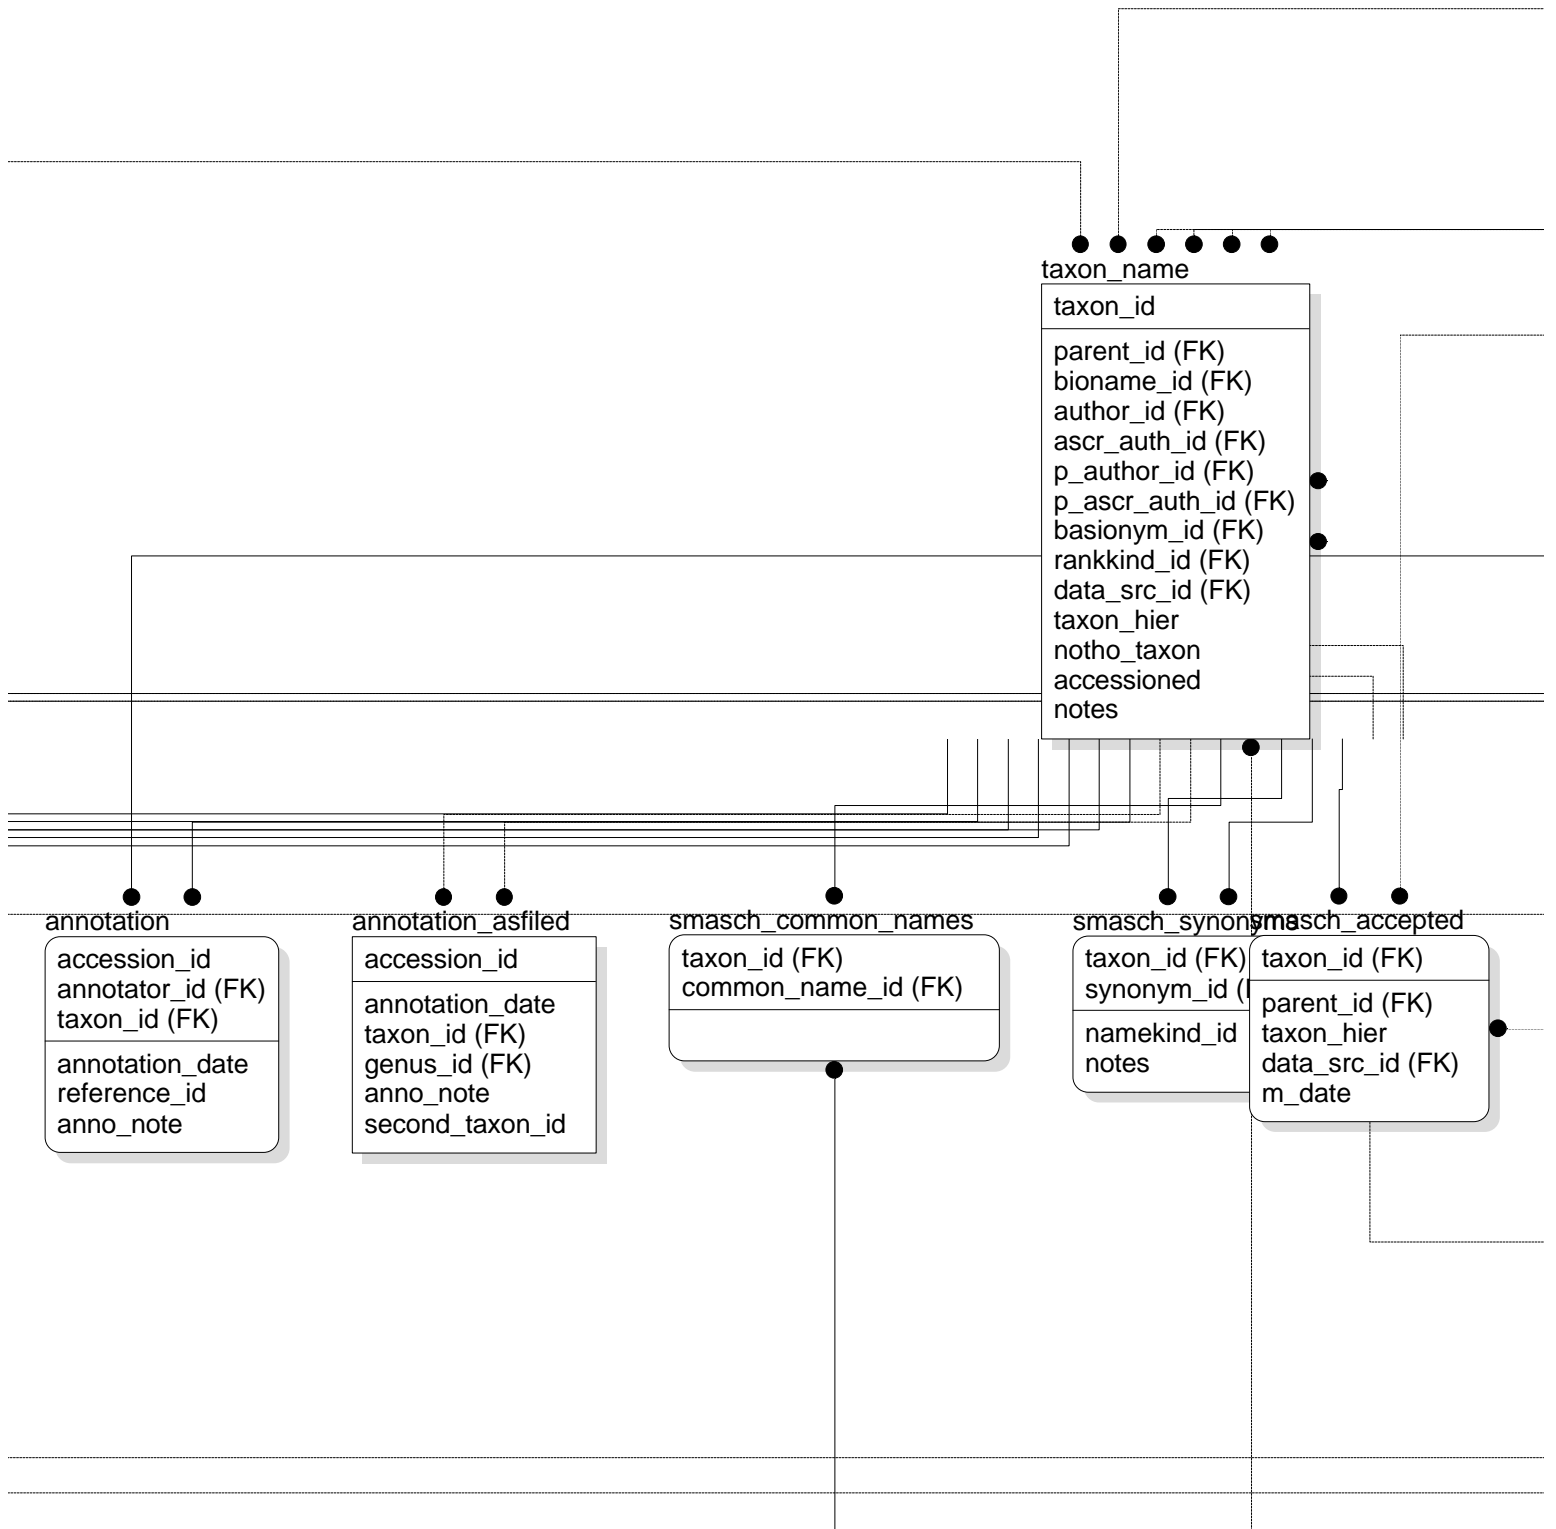 taxon_name
taxon_id
parent_id (FK)
bioname_id (FK)
author_id (FK)
ascr_auth_id (FK)
p_author_id (FK)
p_ascr_auth_id (FK)
basionym_id (FK)
rankkind_id (FK)
data_src_id (FK)
taxon_hier
notho_taxon
accessioned
notes
annotation
accession_id
annotator_id (FK)
taxon_id (FK)
annotation_date
reference_id
anno_note
annotation_asfiled
accession_id
annotation_date
taxon_id (FK)
genus_id (FK)
anno_note
second_taxon_id
smasch_common_names
taxon_id (FK)
common_name_id (FK)
smasch_synonyms
taxon_id (FK)
synonym_id (
namekind_id
notes
smasch_accepted
taxon_id (FK)
parent_id (FK)
taxon_hier
data_src_id (FK)
m_date